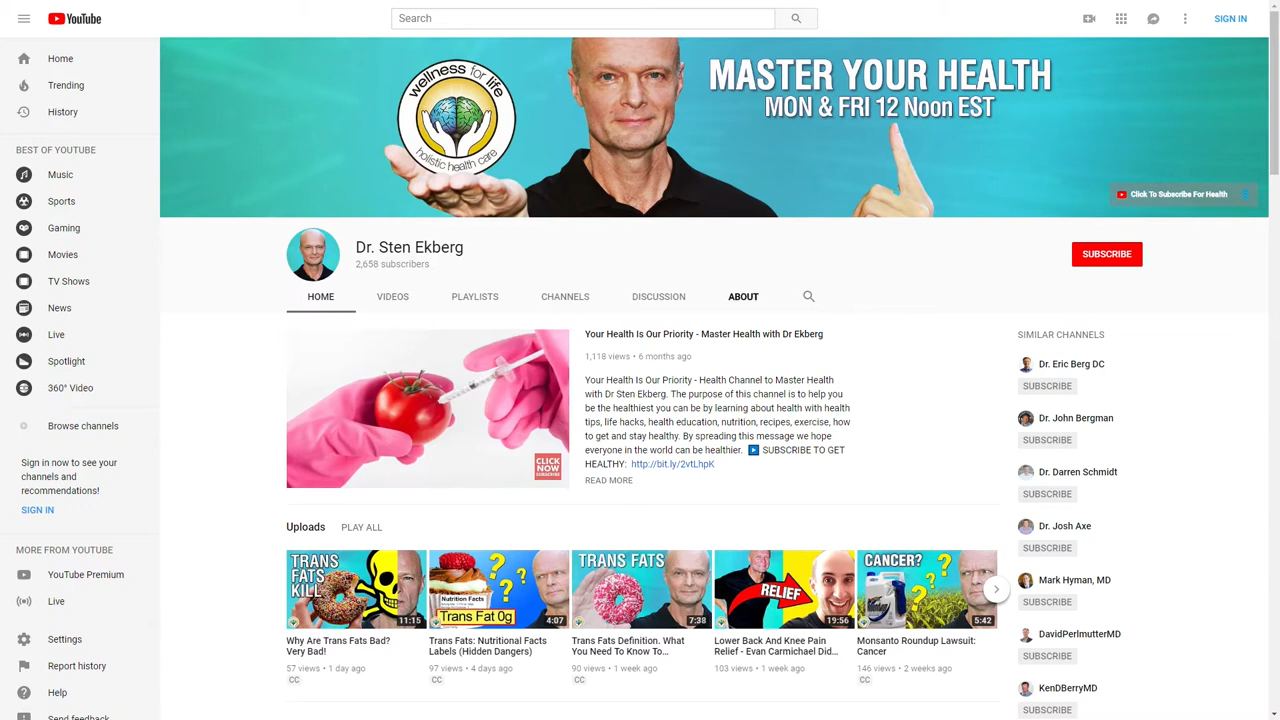 YouTube
Search
SIGN IN
Home
Trending
History
BEST OF YOUTUBE
Music
Sports
Gaming
Movies
TV Shows
News
Live
Spotlight
360° Video
Browse channels
Sign in now to see your
channels and
recommendations!
SIGN IN
MORE FROM YOUTUBE
YouTube Premium
Live
Settings
Report history
Help
Send feedback
wellness for life
holistic health care
MASTER YOUR HEALTH
MON & FRI 12 Noon EST
Click To Subscribe For Health
Dr. Sten Ekberg
2,658 subscribers
SUBSCRIBE
HOME VIDEOS PLAYLISTS CHANNELS DISCUSSION ABOUT
CLICK
NOW
SUBSCRIBE
Your Health Is Our Priority - Master Health with Dr Ekberg
1,118 views • 6 months ago
Your Health Is Our Priority - Health Channel to Master Health
with Dr Sten Ekberg. The purpose of this channel is to help you
be the healthiest you can be by learning about health with health
tips, life hacks, health education, nutrition, recipes, exercise, how
to get and stay healthy. By spreading this message we hope
everyone in the world can be healthier. ▶ SUBSCRIBE TO GET
HEALTHY: http://bit.ly/2vtLhpK
READ MORE
Uploads PLAY ALL
TRANS
FATS
KILL
11:15
Why Are Trans Fats Bad?
Very Bad!
57 views • 1 day ago
CC
Nutrition Facts
Trans Fat 0g
4:07
Trans Fats: Nutritional Facts
Labels (Hidden Dangers)
97 views • 4 days ago
CC
TRANS FATS
7:38
Trans Fats Definition. What
You Need To Know To...
90 views • 1 week ago
CC
RELIEF
19:56
Lower Back And Knee Pain
Relief - Evan Carmichael Did...
103 views • 1 week ago
CANCER?
5:42
Monsanto Roundup Lawsuit:
Cancer
146 views • 2 weeks ago
CC
SIMILAR CHANNELS
Dr. Eric Berg DC
SUBSCRIBE
Dr. John Bergman
SUBSCRIBE
Dr. Darren Schmidt
SUBSCRIBE
Dr. Josh Axe
SUBSCRIBE
Mark Hyman, MD
SUBSCRIBE
DavidPerlmutterMD
SUBSCRIBE
KenDBerryMD
SUBSCRIBE